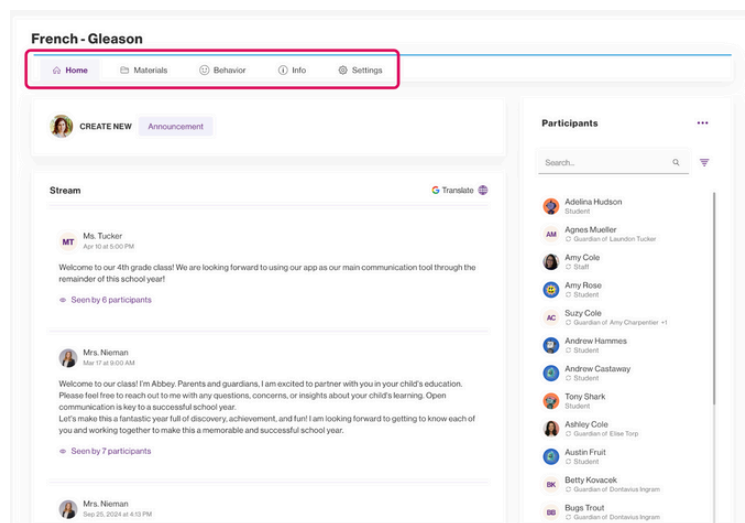 French - Gleason
Home
Materials
Behavior
Info
Settings
CREATE NEW
Announcement
Stream
Translate
MT
Ms. Tucker
Apr 10 at 5:00 PM
Welcome to our 4th grade class! We are looking forward to using our app as our main communication tool through the
remainder of this school year!
Seen by 6 participants
Mrs. Nieman
Mar 17 at 9:00 AM
Welcome to our class! I'm Abbey. Parents and guardians, I am excited to partner with you in your child's education.
Please feel free to reach out to me with any questions, concerns, or insights about your child's learning. Open
communication is key to a successful school year.
Let's make this a fantastic year full of discovery, achievement, and fun! I am looking forward to getting to know each of
you and working together to make this a memorable and successful school year.
Seen by 7 participants
Mrs. Nieman
Sep 25, 2024 at 4:13 PM
Participants
Search...
Adelina Hudson
Student
AM
Agnes Mueller
Guardian of Laundon Tucker
Amy Cole
Staff
Amy Rose
Student
AC
Suzy Cole
Guardian of Amy Charpentier +1
Andrew Hammes
Student
Andrew Castaway
Student
Tony Shark
Student
Ashley Cole
Guardian of Elise Torp
Austin Fruit
Student
BK
Betty Kovacek
Guardian of Dontavius Ingram
BB
Bugs Trout
Guardian of Dontavius Ingram